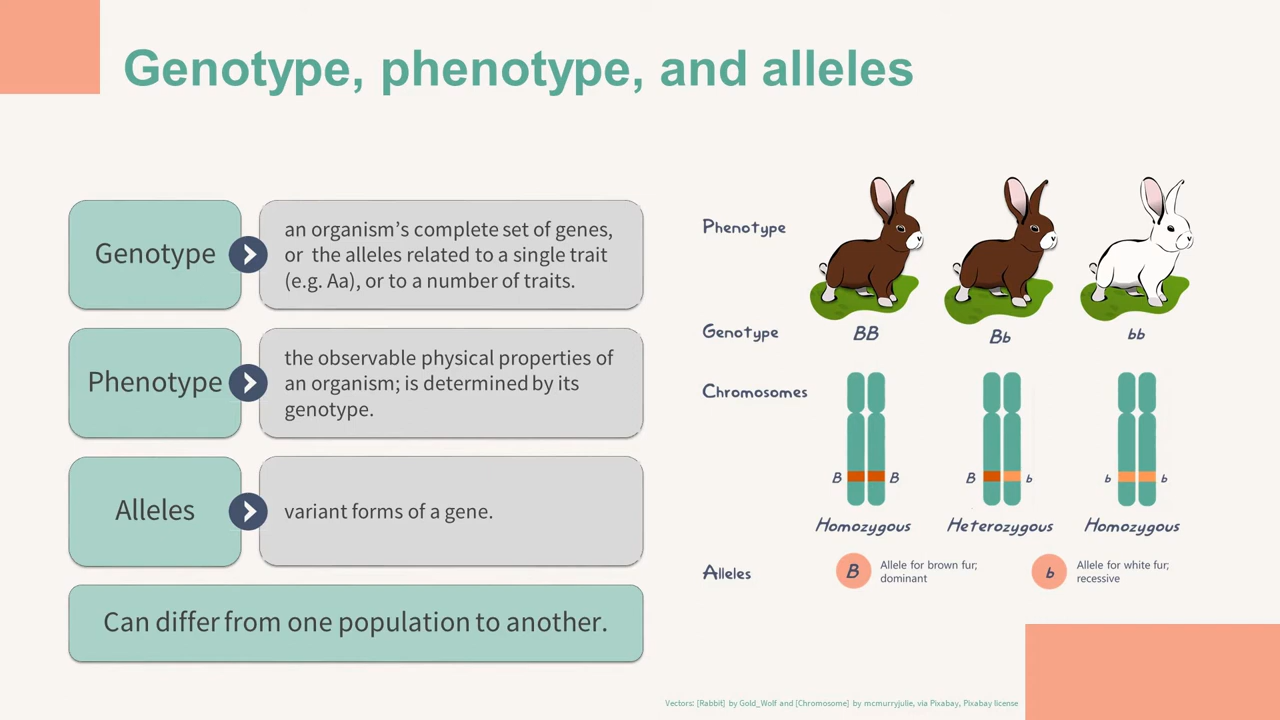 Genotype, phenotype, and alleles
Genotype
an organism's complete set of genes,
or the alleles related to a single trait
(e.g. Aa), or to a number of traits.
Phenotype
the observable physical properties of
an organism; is determined by its
genotype.
Alleles
variant forms of a gene.
Can differ from one population to another.
Phenotype
Genotype
BB
Bb
bb
Chromosomes
B
B
B
b
b
b
Homozygous
Heterozygous
Homozygous
Alleles
B
Allele for brown fur;
dominant
b
Allele for white fur;
recessive
Vectors: [Rabbit] by Gold_Wolf and [Chromosome] by mcmurryjulie, via Pixabay, Pixabay license